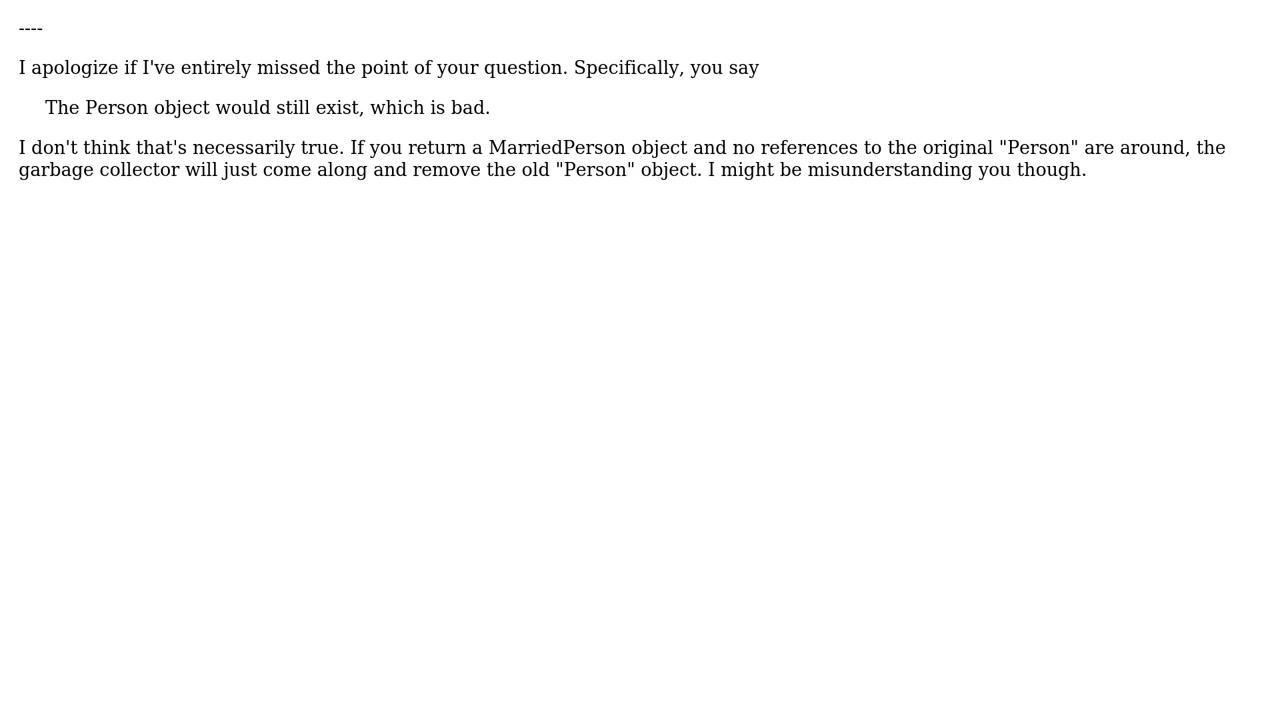 ----
I apologize if I've entirely missed the point of your question. Specifically, you say
The Person object would still exist, which is bad.
I don't think that's necessarily true. If you return a MarriedPerson object and no references to the original "Person" are around, the
garbage collector will just come along and remove the old "Person" object. I might be misunderstanding you though.